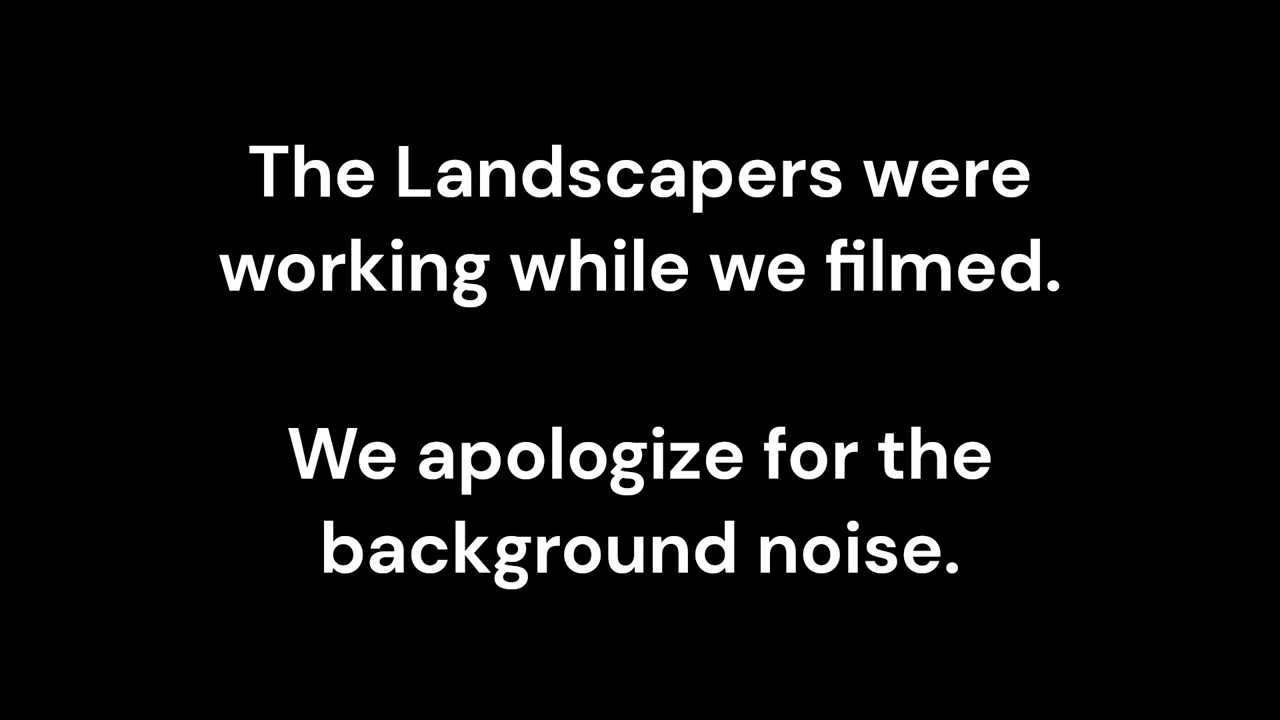 The Landscapers were
working while we filmed.
We apologize for the
background noise.